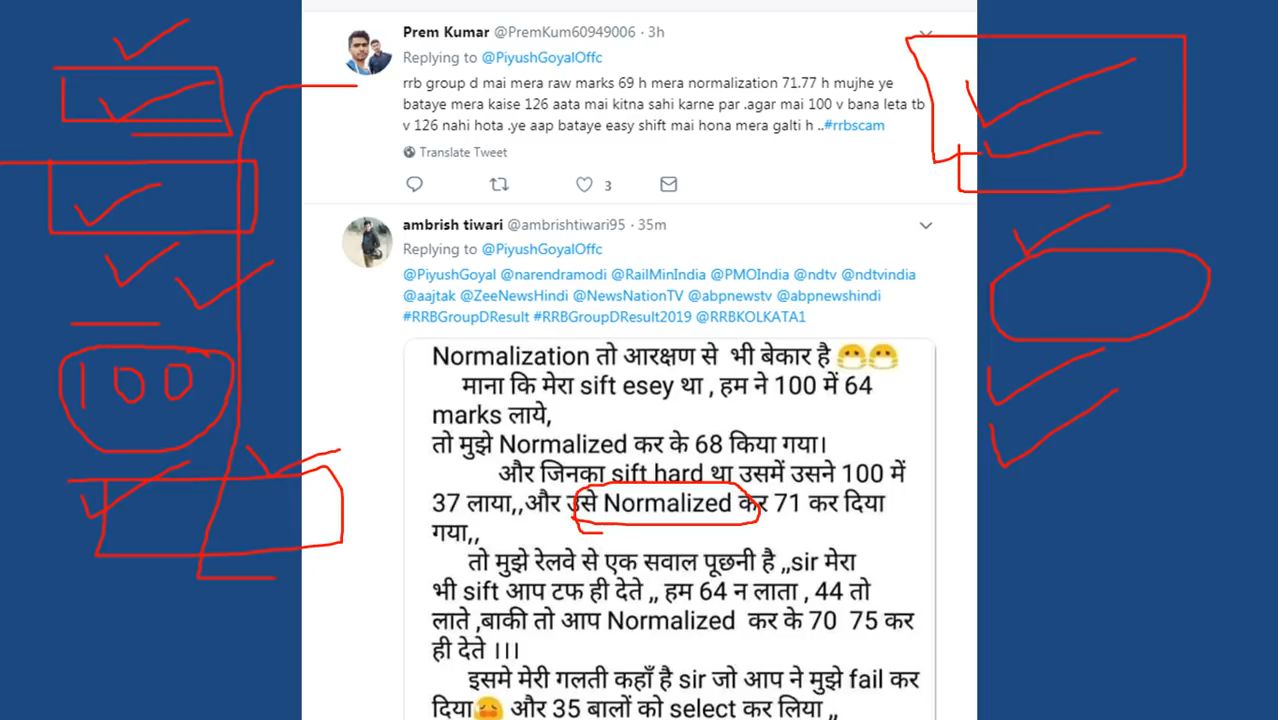 Prem Kumar @PremKum60949006 · 3h
Replying to @PiyushGoyalOffc
rrb group d mai mera raw marks 69 h mera normalization 71.77 h mujhe ye
bataye mera kaise 126 aata mai kitna sahi karne par .agar mai 100 v bana leta tb
v 126 nahi hota .ye aap bataye easy shift mai hona mera galti h ..#rrbscam
Translate Tweet
3
ambrish tiwari @ambrishtiwari95 · 35m
Replying to @PiyushGoyalOffc
@PiyushGoyal @narendramodi @RailMinIndia @PMOIndia @ndtv @ndtvindia
@aajtak @ZeeNewsHindi @NewsNationTV @abpnewstv @abpnewshindi
#RRBGroupDResult #RRBGroupDResult2019 @RRBKOLKATA1
Normalization तो आरक्षण से भी बेकार है 😷😷
माना कि मेरा sift esey था , हम ने 100 में 64
marks लाये,
तो मुझे Normalized कर के 68 किया गया।
और जिनका sift hard था उसमें उसने 100 में
37 लाया,,और उसे Normalized कर 71 कर दिया
गया,,
तो मुझे रेलवे से एक सवाल पूछनी है ,,sir मेरा
भी sift आप टफ ही देते ,, हम 64 न लाता , 44 तो
लाते ,बाकी तो आप Normalized कर के 70 75 कर
ही देते ।।।
इसमे मेरी गलती कहाँ है sir जो आप ने मुझे fail कर
दिया😩 और 35 बालों को select कर लिया ,,
100